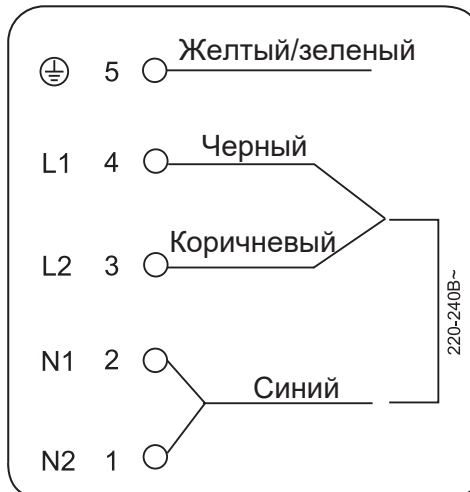 5 Желтый/зеленый
L1 4 Черный
L2 3 Коричневый
220-240В~
N1 2
Синий
N2 1